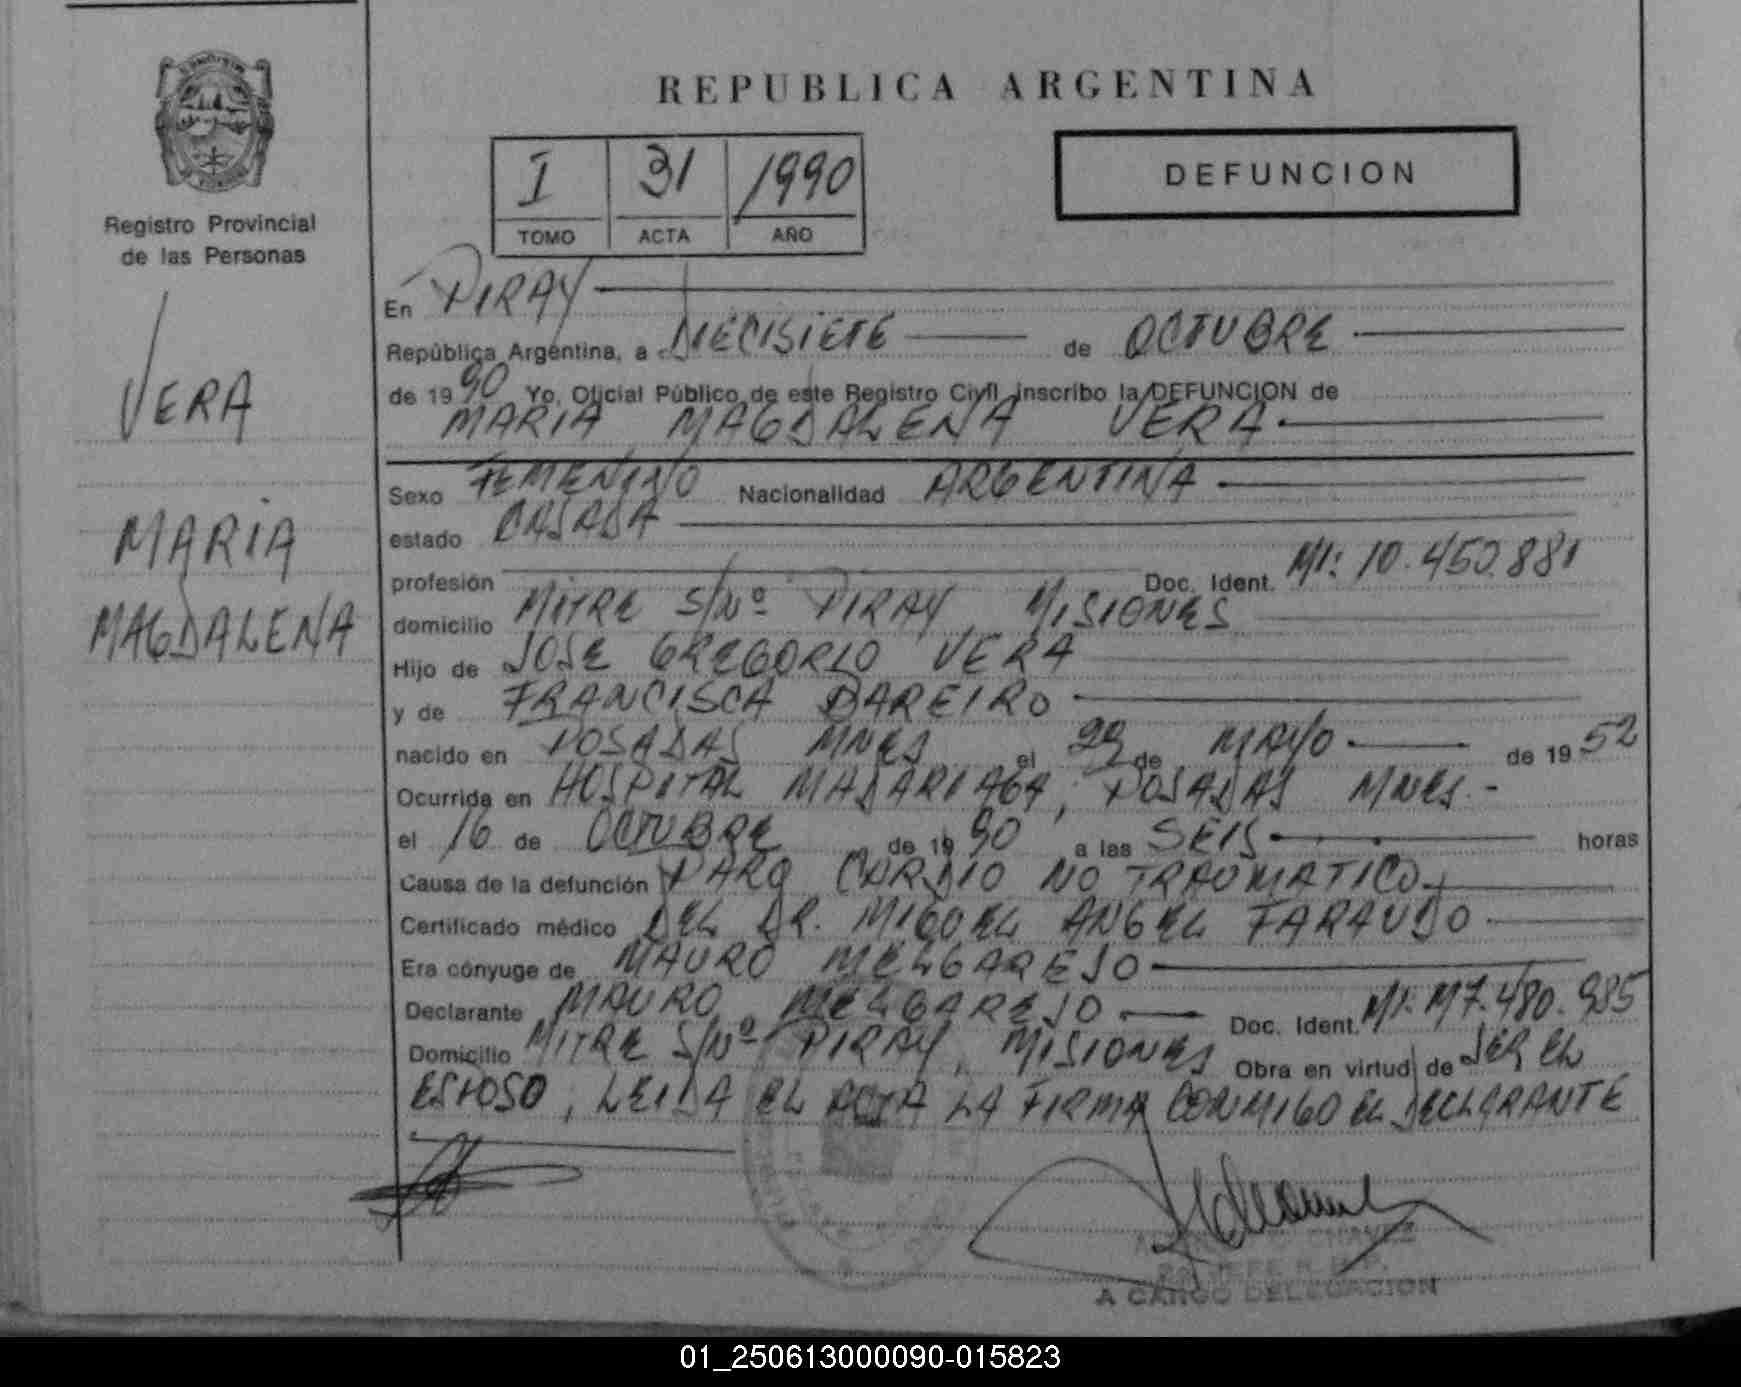 REPUBLICA ARGENTINA
I 31 1990
TOMO ACTA AÑO
DEFUNCION
Registro Provincial
de las Personas
VERA
MARIA
MAGDALENA
En PIRAY
República Argentina, a DIECISIETE de OCTUBRE
de 1990 Yo, Oficial Público de este Registro Civil inscribo la DEFUNCION de
MARIA MAGDALENA VERA.
Sexo FEMENINO Nacionalidad ARGENTINA
estado CASADA
profesión Doc. Ident. MI: 10.450.881
domicilio MITRE S/Nº PIRAY, MISIONES
Hijo de JOSE GREGORIO VERA
y de FRANCISCA BAREIRO
nacido en POSADAS MNES el de MAYO de 1952
Ocurrida en HOSPITAL MADARIAGA, POSADAS MNES.-
el 16 de OCTUBRE de 1990 a las SEIS horas
Causa de la defunción PARO CARDIO NO TRAUMATICO
Certificado médico DEL DR. MIGUEL ANGEL
Era cónyuge de MAURO MELGAREJO
Declarante MAURO MELGAREJO Doc. Ident. MI: M7.480.985
Domicilio MITRE S/Nº PIRAY, MISIONES Obra en virtud de SER EL
ESPOSO, LEIDA EL ACTA LA FIRMA CONMIGO EL DECLARANTE
CHAVEZ
A CARGO DELEGACION
01_250613000090-015823